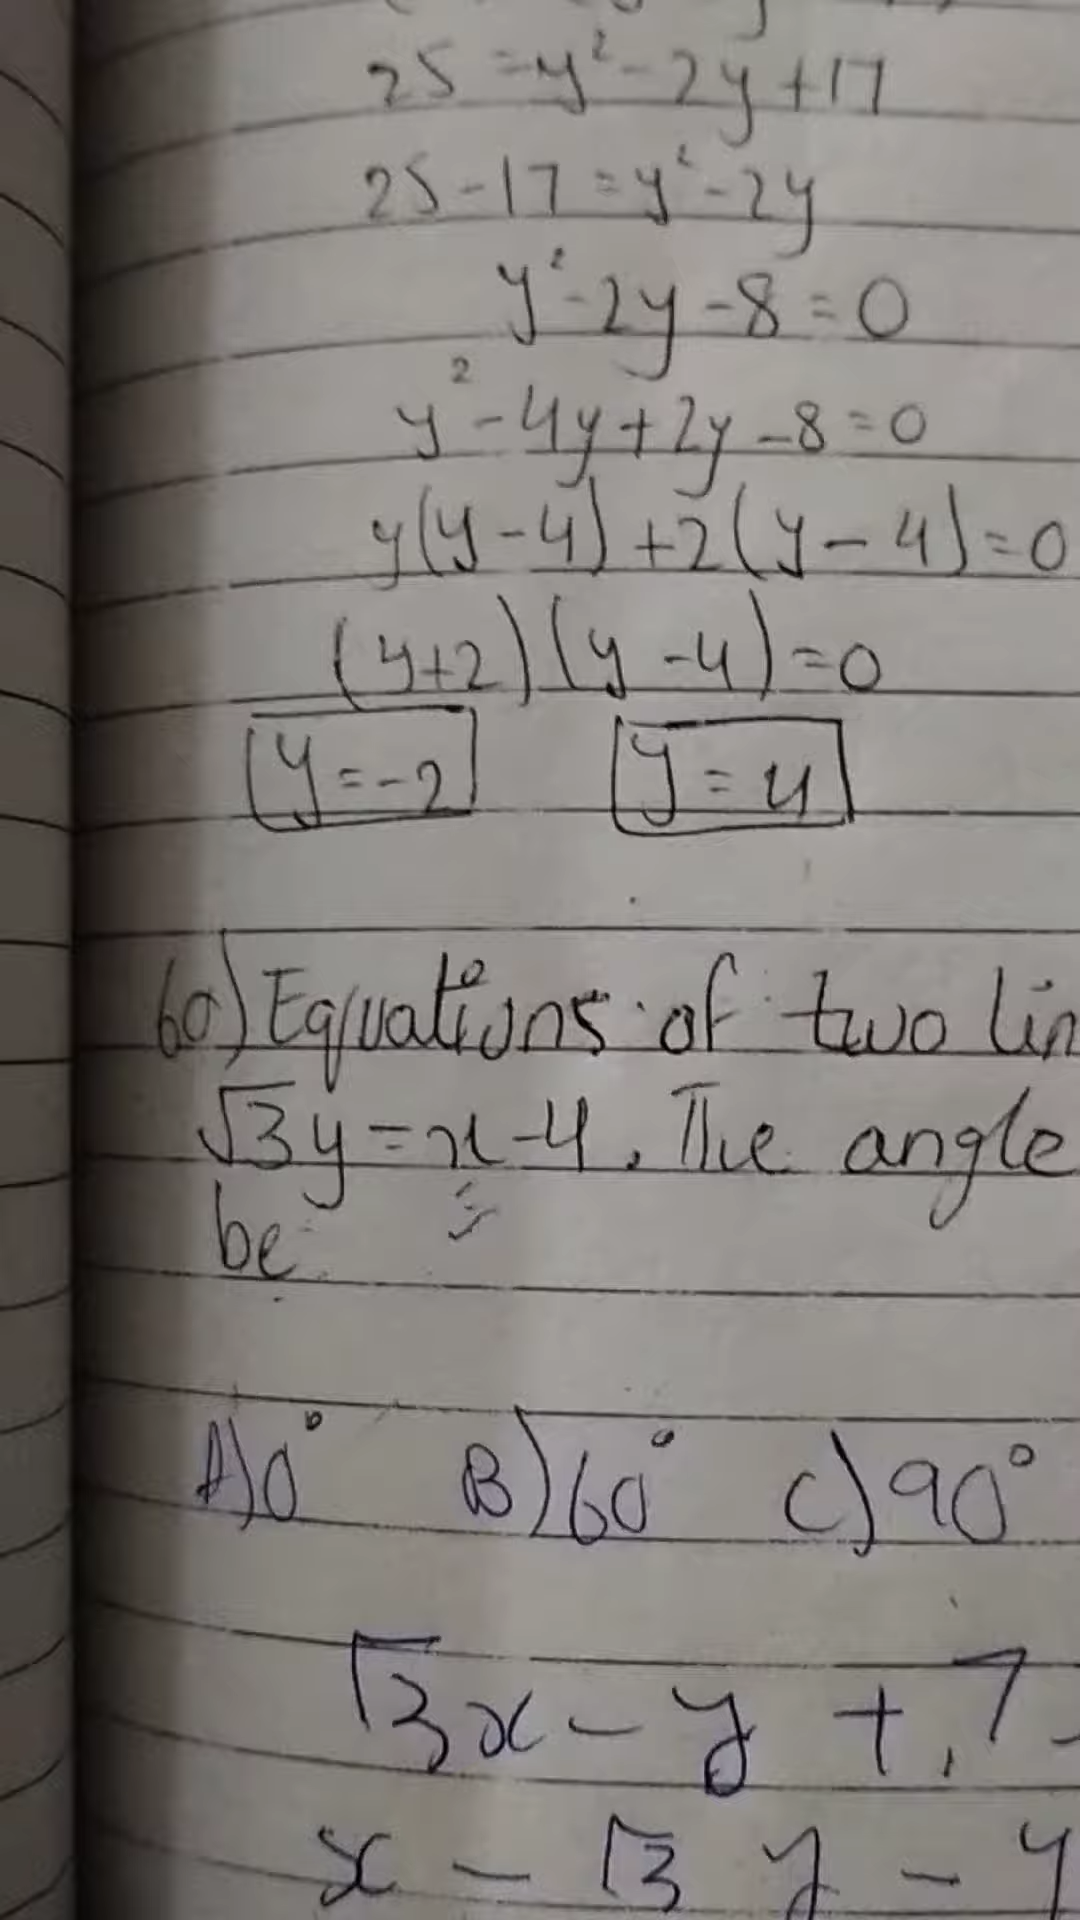 25 = y² - 2y + 17
25 - 17 = y² - 2y
y² - 2y - 8 = 0
y² - 4y + 2y - 8 = 0
y(y - 4) + 2(y - 4) = 0
(y+2)(y - 4) = 0
y = -2 y = 4
60) Equations of two lin
√3y = x - 4. The angle
be
A) 0° B) 60° C) 90°
√3x - y + 7
x - √3 y - 4